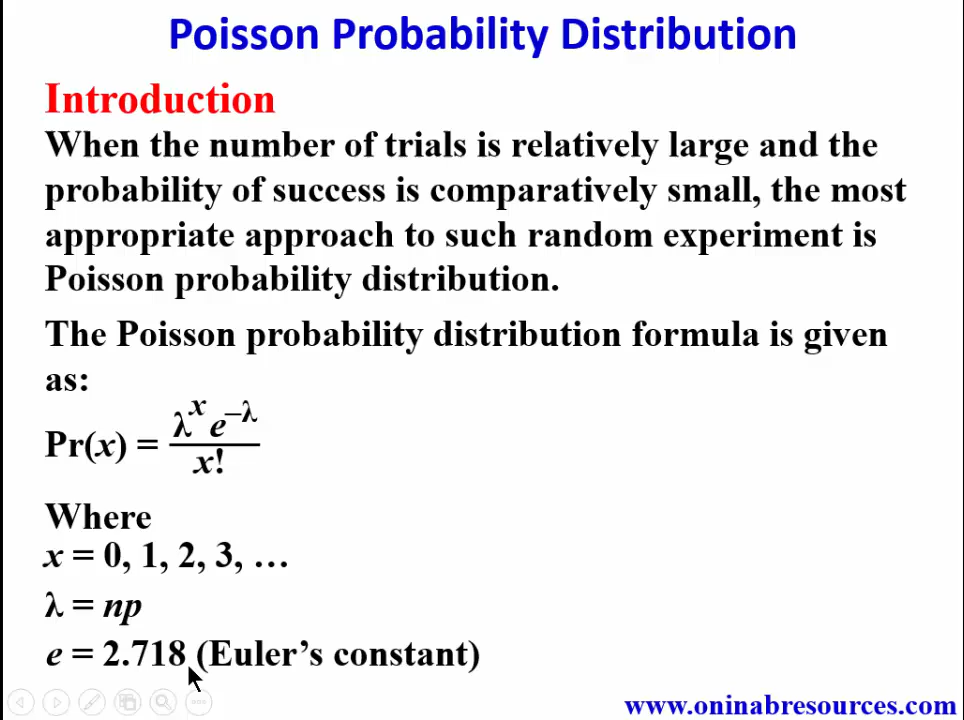 Poisson Probability Distribution
Introduction
When the number of trials is relatively large and the
probability of success is comparatively small, the most
appropriate approach to such random experiment is
Poisson probability distribution.
The Poisson probability distribution formula is given
as:
Pr(x) = λ^x e^–λ / x!
Where
x = 0, 1, 2, 3, …
λ = np
e = 2.718 (Euler’s constant)
www.oninabresources.com